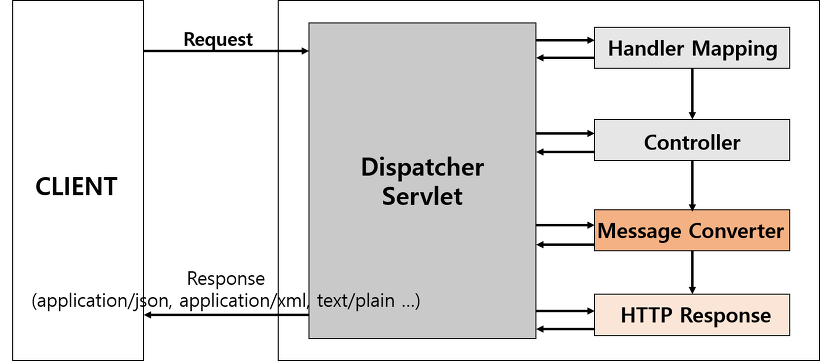 Request
Handler Mapping
Controller
Dispatcher
Servlet
CLIENT
Message Converter
Response
(application/json, application/xml, text/plain ...)
HTTP Response